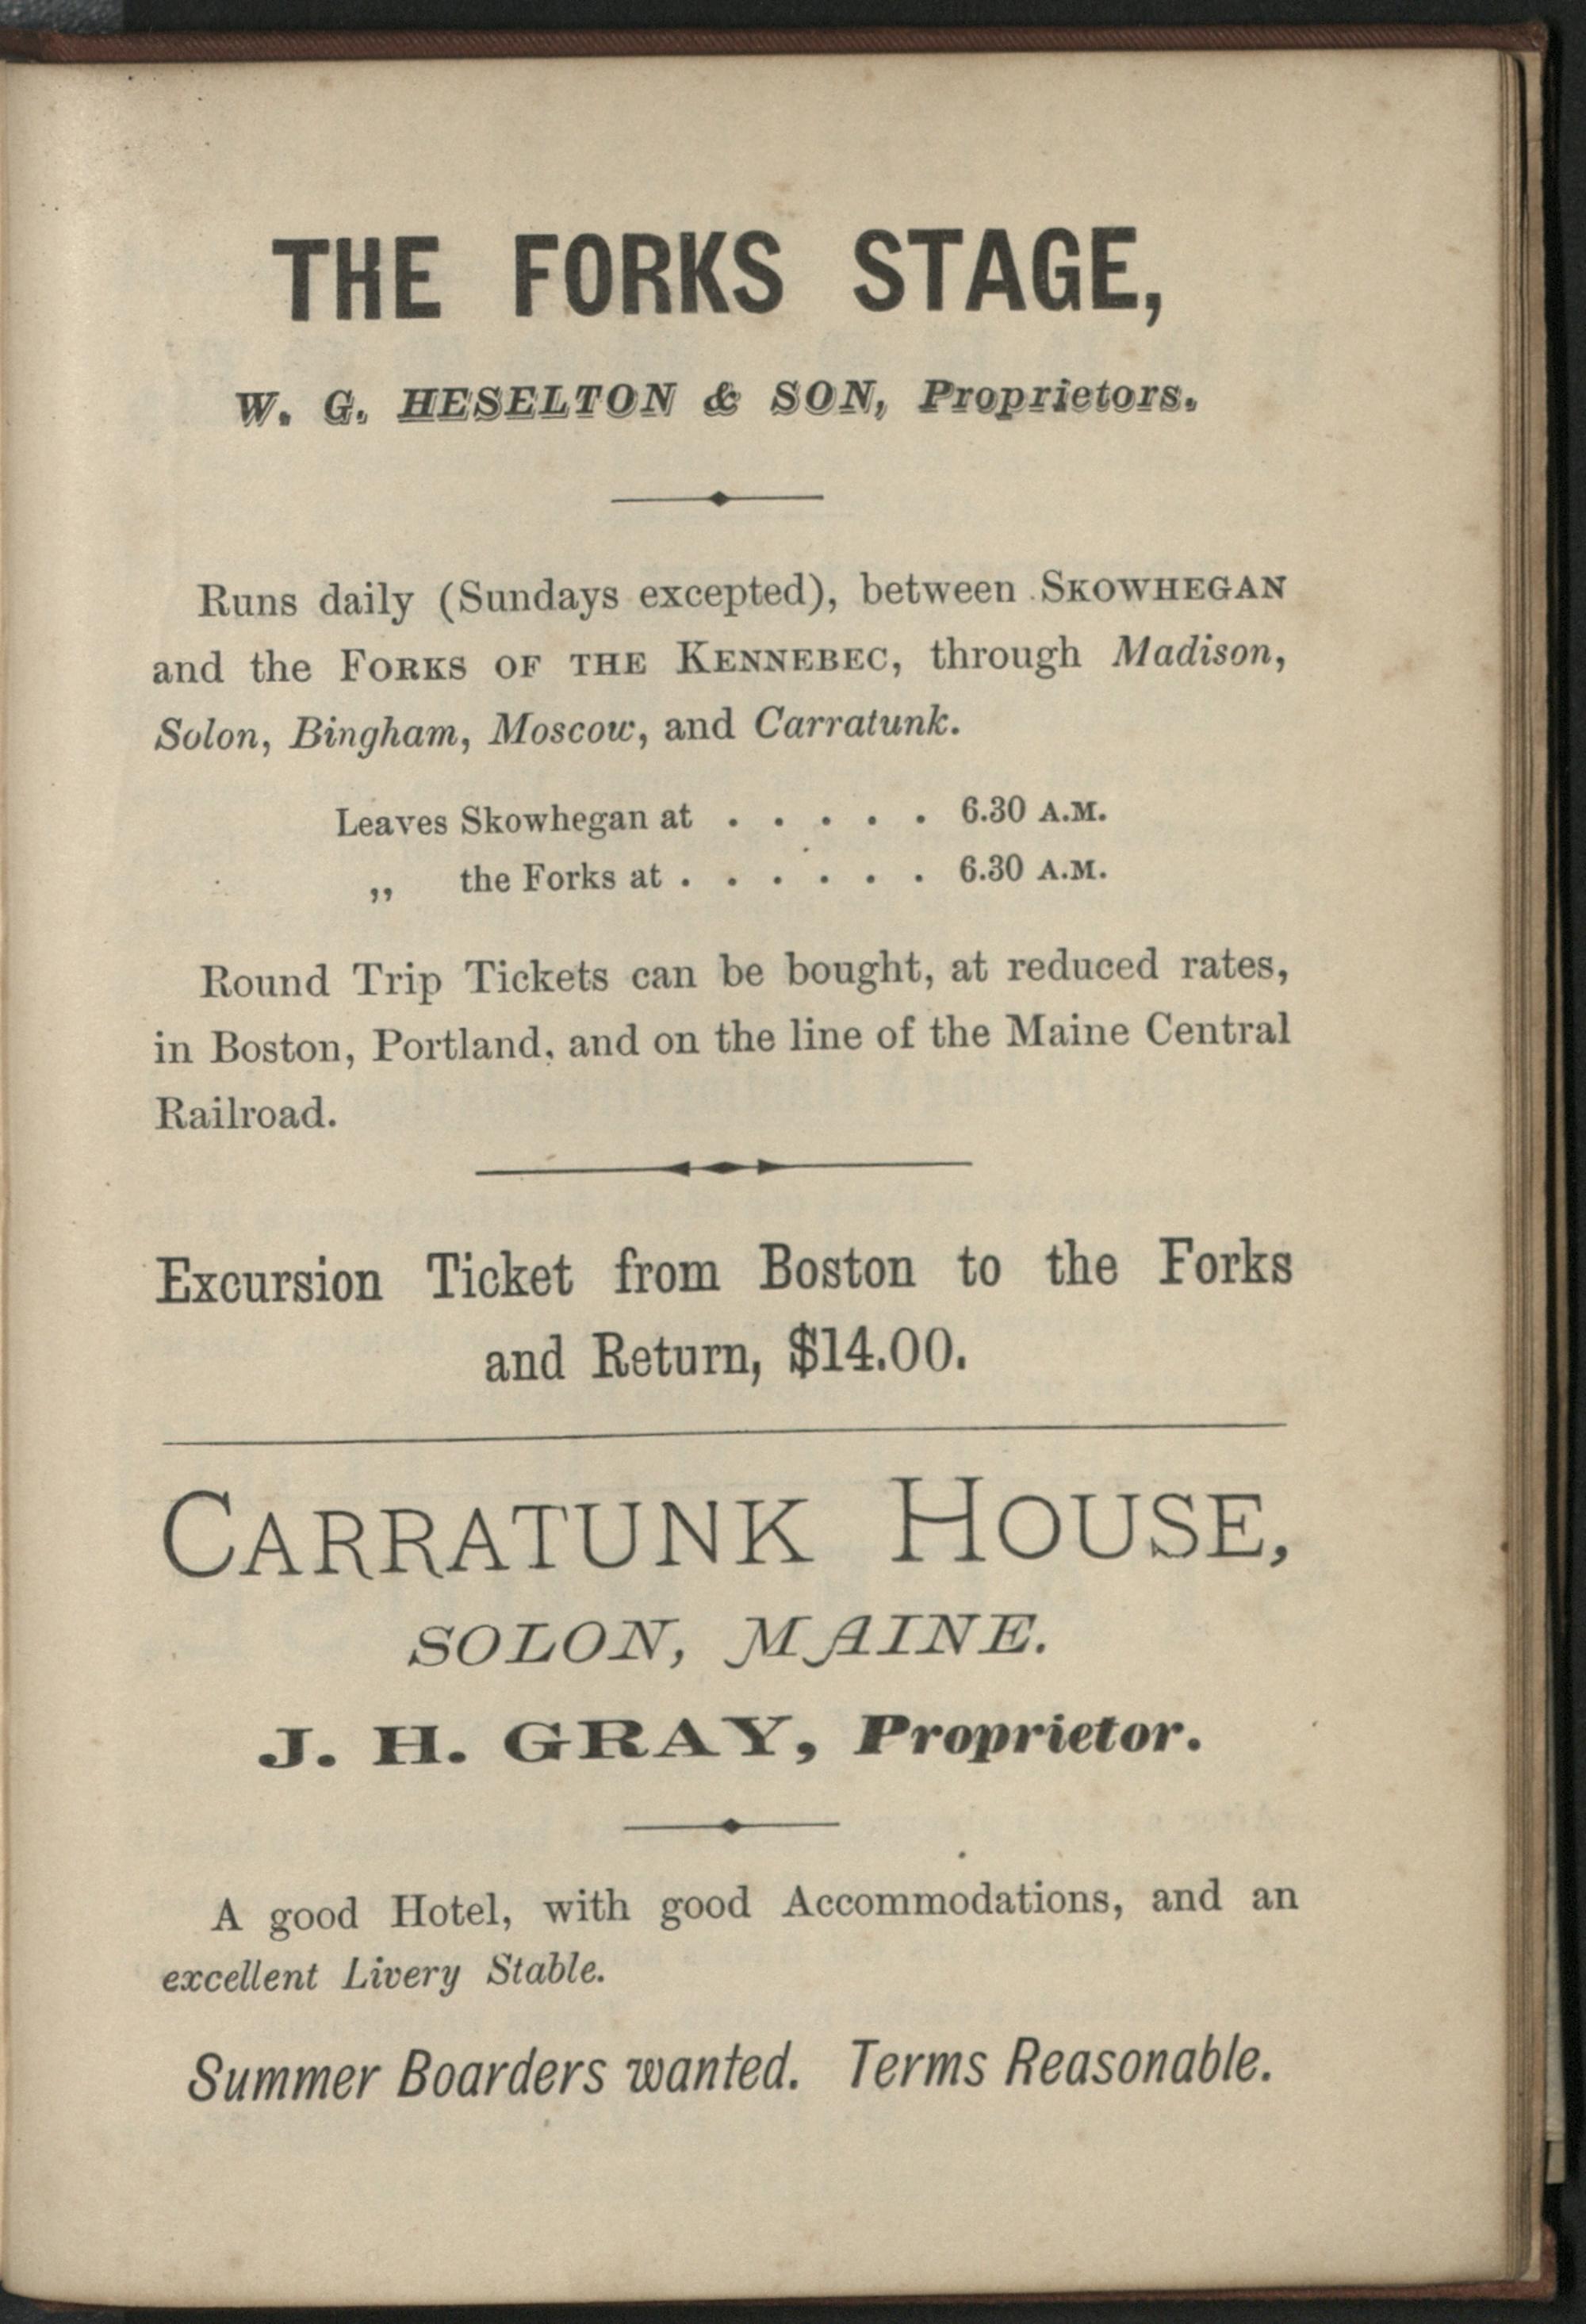 THE FORKS STAGE,
W. G. HESELTON & SON, Proprietors.
Runs daily (Sundays excepted), between SKOWHEGAN
and the FORKS OF THE KENNEBEC, through Madison,
Solon, Bingham, Moscow, and Carratunk.
Leaves Skowhegan at . . . . . 6.30 A.M.
„ the Forks at . . . . . . 6.30 A.M.
Round Trip Tickets can be bought, at reduced rates,
in Boston, Portland, and on the line of the Maine Central
Railroad.
Excursion Ticket from Boston to the Forks
and Return, $14.00.
CARRATUNK HOUSE,
SOLON, MAINE.
J. H. GRAY, Proprietor.
A good Hotel, with good Accommodations, and an
excellent Livery Stable.
Summer Boarders wanted. Terms Reasonable.